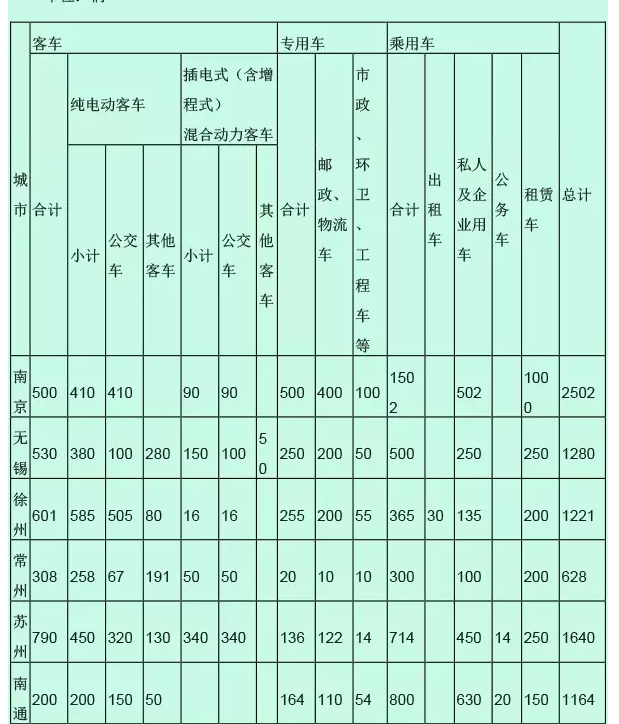 客车 专用车 乘用车
城市 合计 纯电动客车 插电式（含增程式）混合动力客车 合计 邮政、物流车 市政、环卫、工程车等 合计 出租车 私人及企业用车 公务车 租赁车 总计
小计 公交车 其他客车 小计 公交车 其他客车
南京 500 410 410 90 90 500 400 100 1502 502 1000 2502
无锡 530 380 100 280 150 100 50 250 200 50 500 250 250 1280
徐州 601 585 505 80 16 16 255 200 55 365 30 135 200 1221
常州 308 258 67 191 50 50 20 10 10 300 100 200 628
苏州 790 450 320 130 340 340 136 122 14 714 450 14 250 1640
南通 200 200 150 50 164 110 54 800 630 20 150 1164